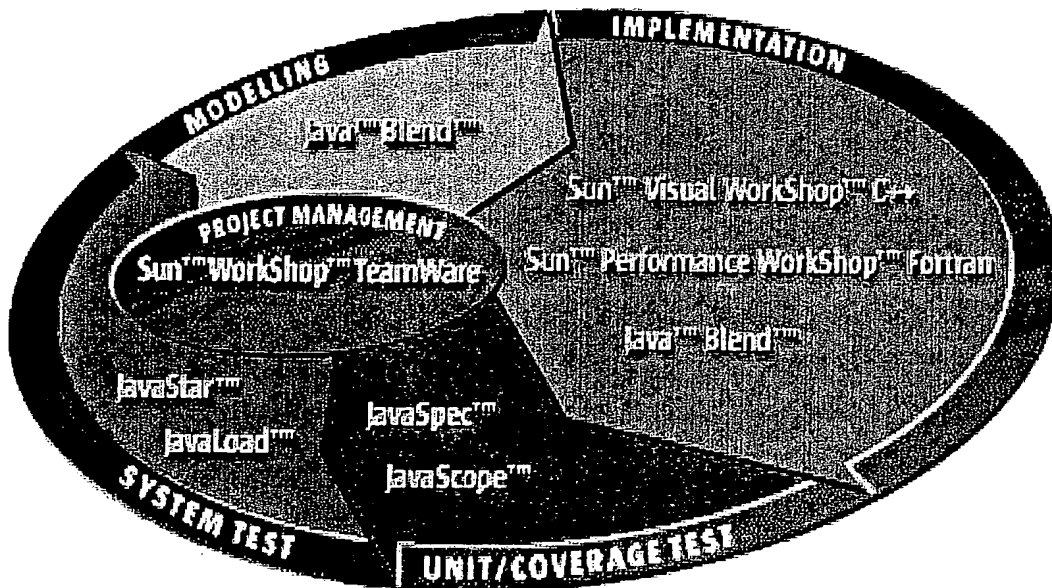 MODELLING
IMPLEMENTATION
Java™ Blend™
Sun™ Visual WorkShop™ C++
PROJECT MANAGEMENT
Sun™ WorkShop™ TeamWare
Sun™ Performance WorkShop™ Fortran
Java™ Blend™
JavaStar™
JavaLoad™
JavaSpec™
JavaScope™
SYSTEM TEST
UNIT/COVERAGE TEST